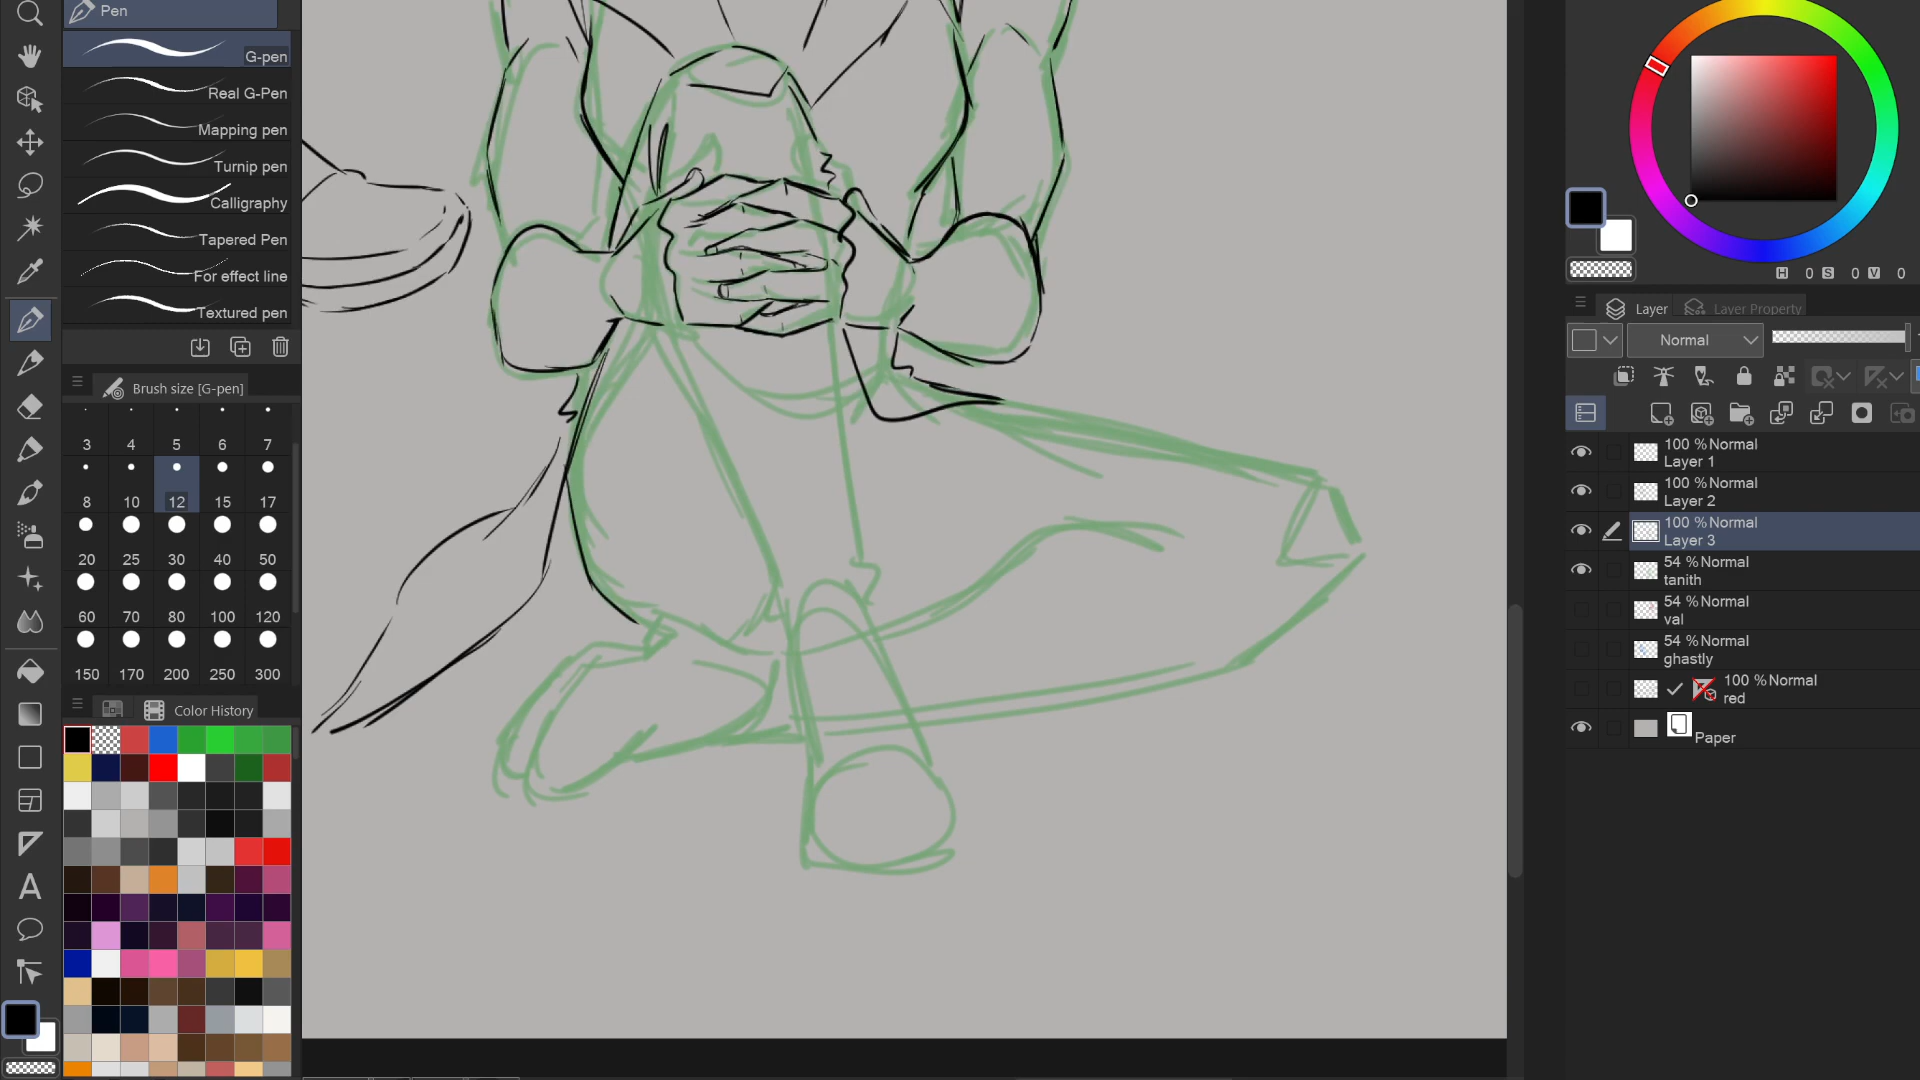 Pen
G-pen
Real G-Pen
Mapping pen
Turnip pen
Calligraphy
Tapered Pen
For effect line
Textured pen
Brush size [G-pen]
3 4 5 6 7
8 10 12 15 17
20 25 30 40 50
60 70 80 100 120
150 170 200 250 300
Color History
H 0 S 0 V 0
Layer Layer Property
Normal
100 % Normal
Layer 1
100 % Normal
Layer 2
100 % Normal
Layer 3
54 % Normal
tanith
54 % Normal
val
54 % Normal
ghastly
100 % Normal
red
Paper